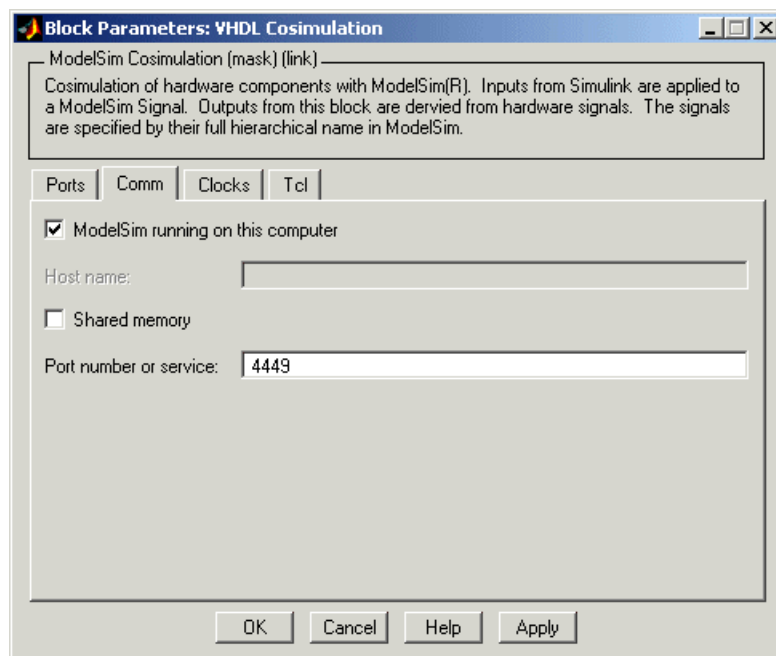 Block Parameters: VHDL Cosimulation
ModelSim Cosimulation (mask) (link)
Cosimulation of hardware components with ModelSim(R). Inputs from Simulink are applied to
a ModelSim Signal. Outputs from this block are dervied from hardware signals. The signals
are specified by their full hierarchical name in ModelSim.
Ports Comm Clocks Tcl
ModelSim running on this computer
Host name:
Shared memory
Port number or service: 4449
OK Cancel Help Apply